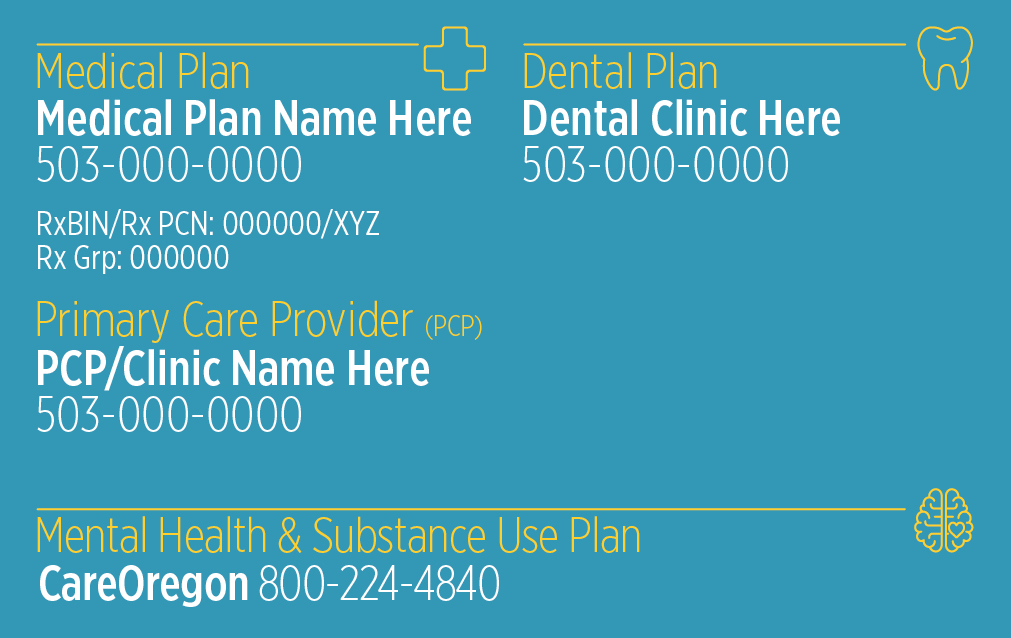 Medical Plan
Medical Plan Name Here
503-000-0000
RxBIN/Rx PCN: 000000/XYZ
Rx Grp: 000000
Primary Care Provider (PCP)
PCP/Clinic Name Here
503-000-0000
Dental Plan
Dental Clinic Here
503-000-0000
Mental Health & Substance Use Plan
CareOregon 800-224-4840